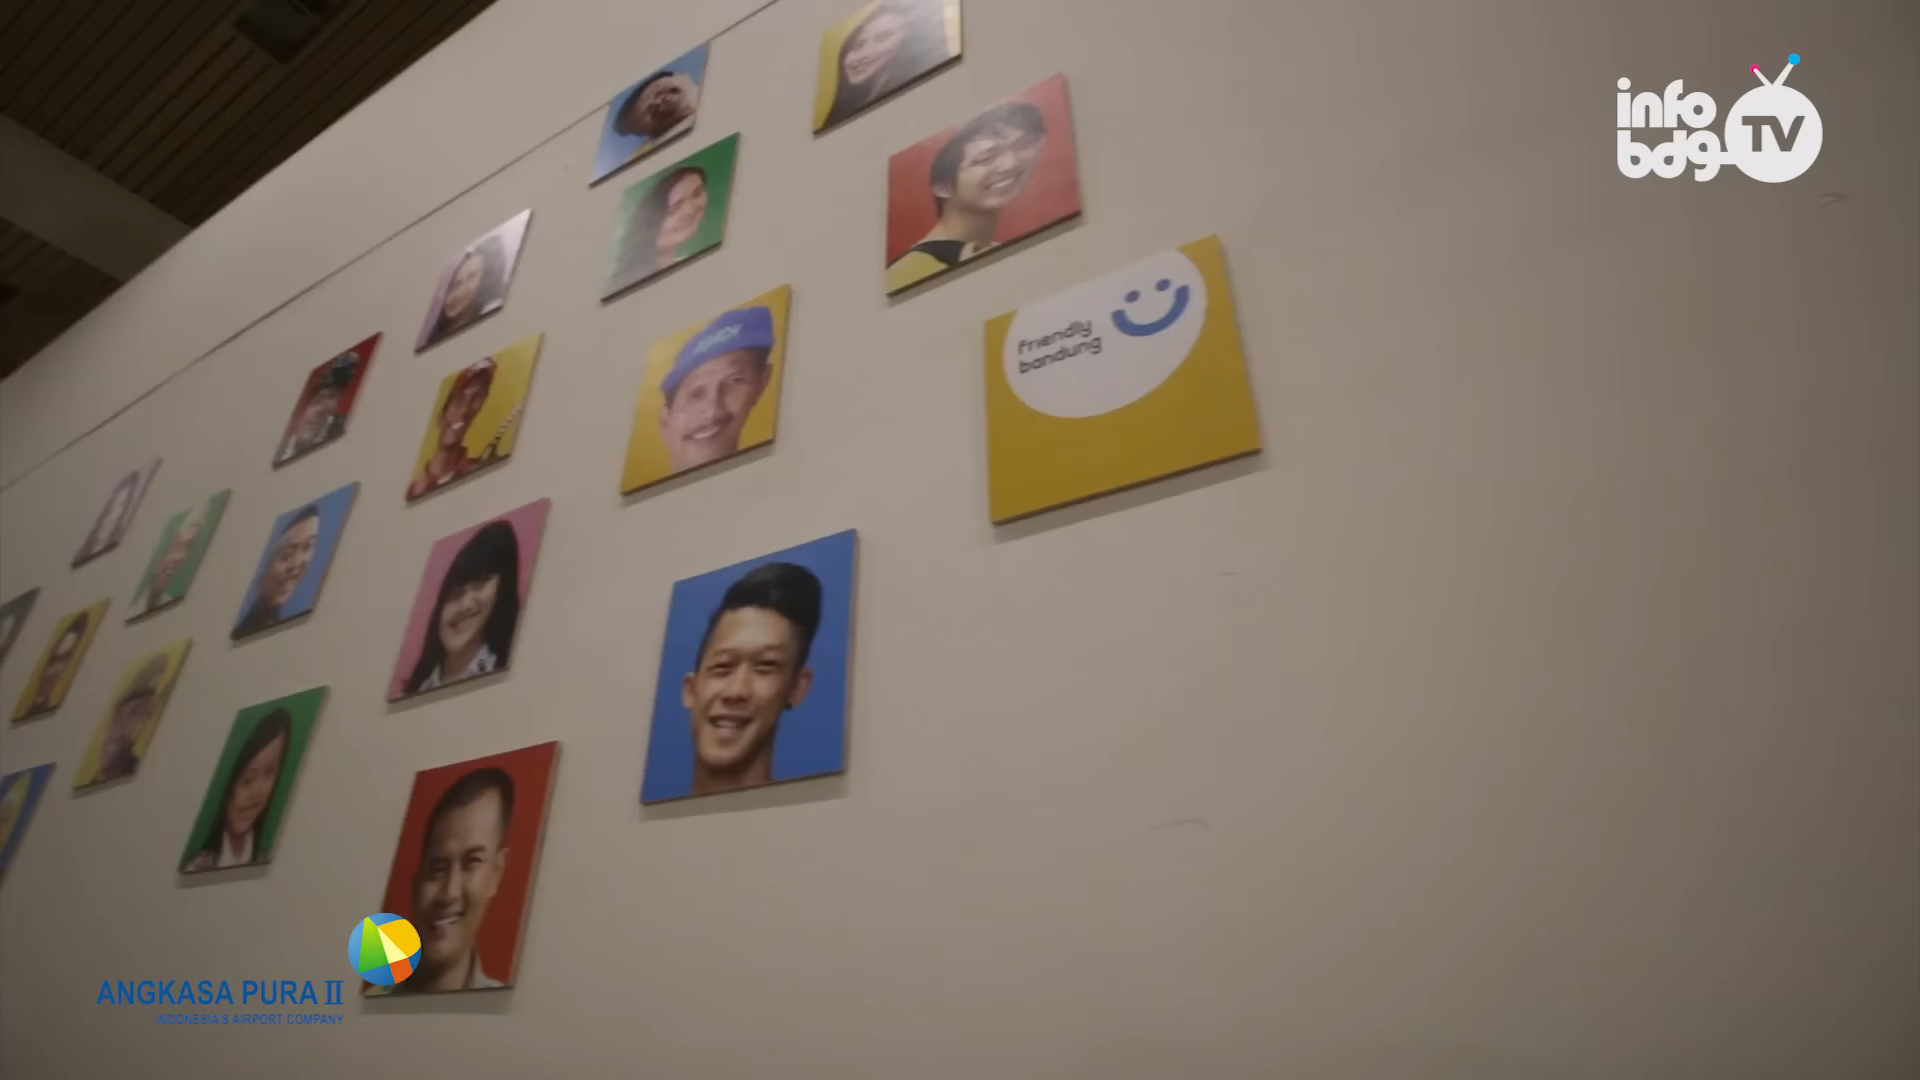 info
bdg TV
friendly
bandung
ANGKASA PURA II
INDONESIA'S AIRPORT COMPANY